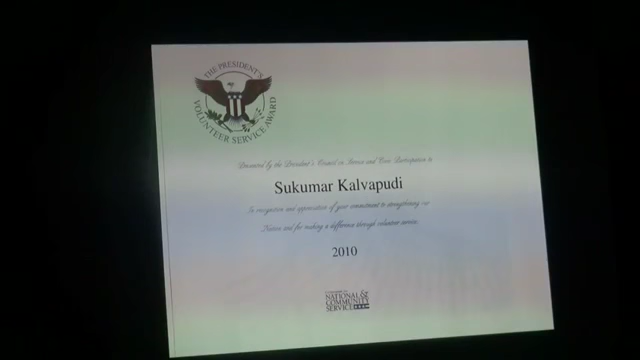 THE PRESIDENT'S
VOLUNTEER SERVICE AWARD
Presented by the President's Council on Service and Civic Participation to
Sukumar Kalvapudi
In recognition and appreciation of your commitment to strengthening our
Nation and for making a difference through volunteer service.
2010
NATIONAL &
COMMUNITY
SERVICE